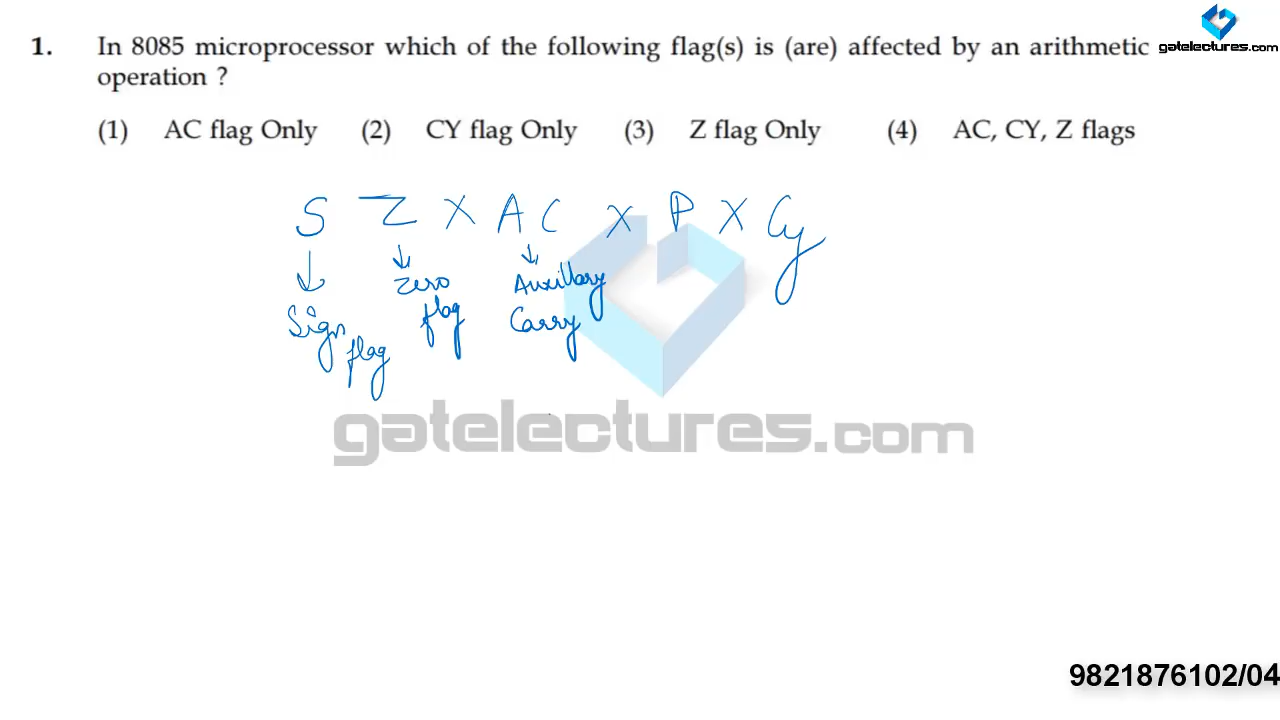 gatelectures.com
1. In 8085 microprocessor which of the following flag(s) is (are) affected by an arithmetic
operation ?
(1) AC flag Only (2) CY flag Only (3) Z flag Only (4) AC, CY, Z flags
S Z X AC X P X Cy
Sign flag
Zero flag
Auxillary
Carry
gatelectures.com
9821876102/04